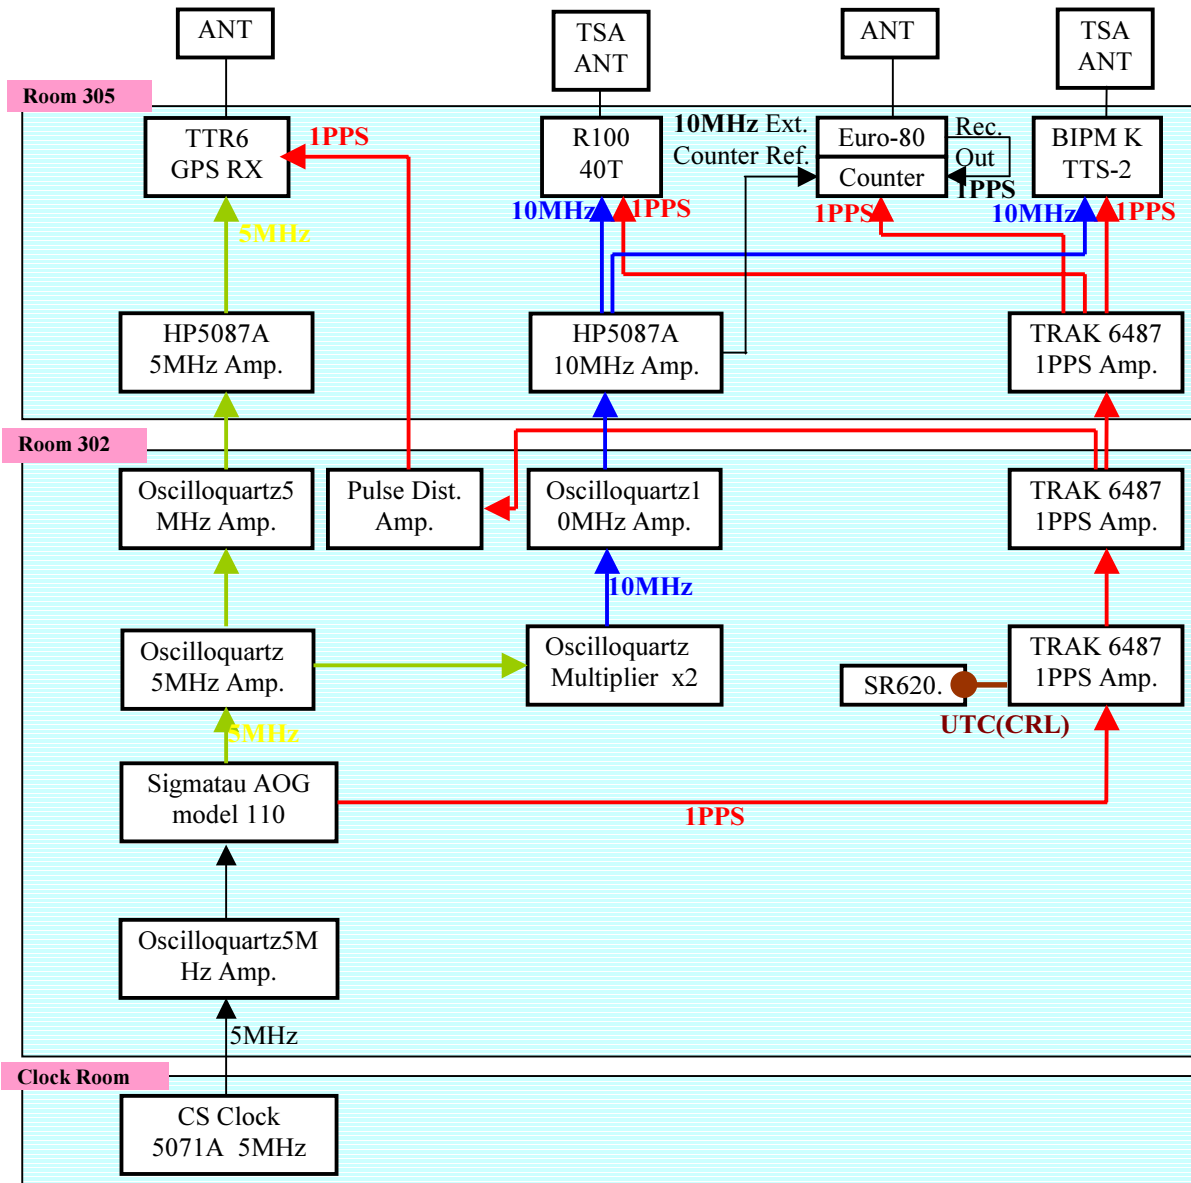 ANT
TSA
ANT
ANT
TSA
ANT
Room 305
TTR6
GPS RX
1PPS
R100
40T
10MHz Ext.
Counter Ref.
Euro-80
Counter
Rec.
Out
1PPS
BIPM K
TTS-2
5MHz
10MHz
1PPS
1PPS
10MHz
1PPS
HP5087A
5MHz Amp.
HP5087A
10MHz Amp.
TRAK 6487
1PPS Amp.
Room 302
Oscilloquartz5
MHz Amp.
Pulse Dist.
Amp.
Oscilloquartz1
0MHz Amp.
TRAK 6487
1PPS Amp.
10MHz
Oscilloquartz
5MHz Amp.
Oscilloquartz
Multiplier x2
SR620.
TRAK 6487
1PPS Amp.
UTC(CRL)
5MHz
Sigmatau AOG
model 110
1PPS
Oscilloquartz5M
Hz Amp.
5MHz
Clock Room
CS Clock
5071A 5MHz